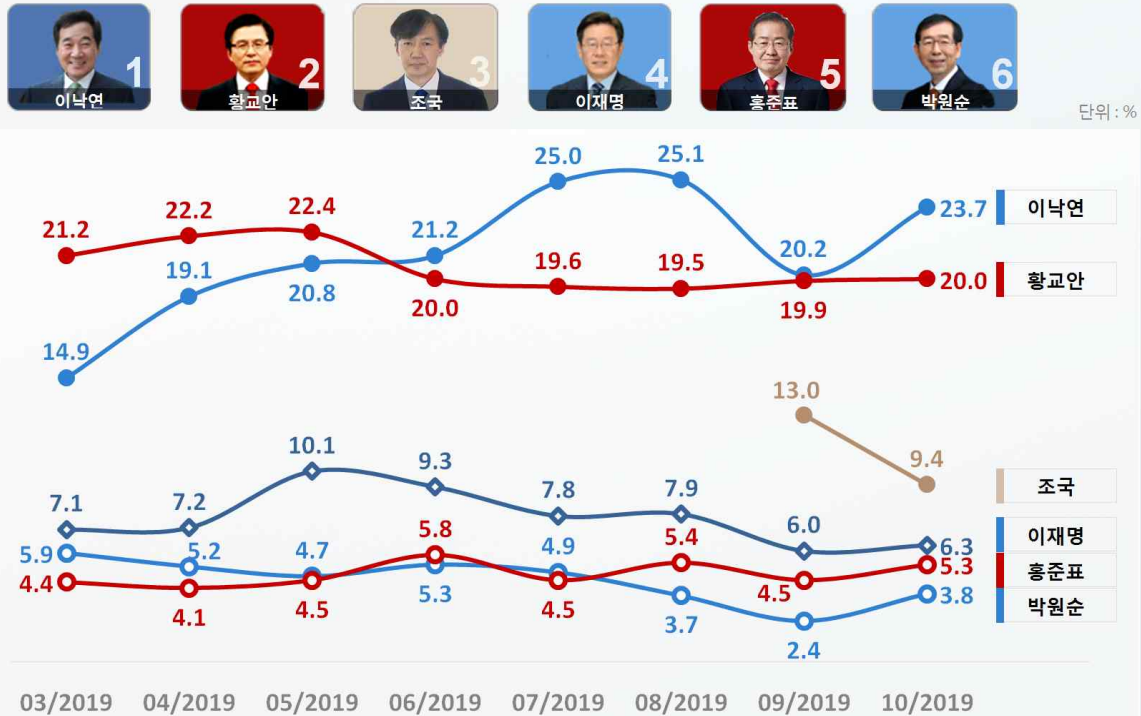 1 2 3 4 5 6
이낙연 황교안 조국 이재명 홍준표 박원순
단위 : %
25.0 25.1
21.2 22.2 22.4 21.2 23.7 이낙연
19.1 20.8 19.6 19.5 20.2
20.0 19.9 20.0 황교안
14.9
13.0
10.1 9.3 9.4
7.1 7.2 7.8 7.9 6.0 조국
5.9 5.2 4.7 5.8 4.9 5.4 6.3 이재명
4.4 4.1 4.5 5.3 4.5 3.7 4.5 5.3 홍준표
2.4 3.8 박원순
03/2019 04/2019 05/2019 06/2019 07/2019 08/2019 09/2019 10/2019